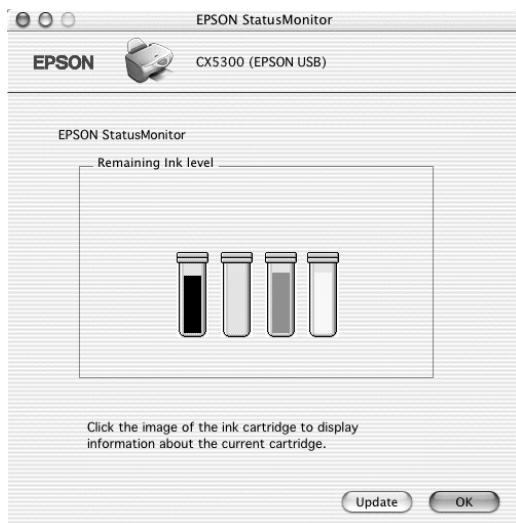 EPSON StatusMonitor
EPSON
CX5300 (EPSON USB)
EPSON StatusMonitor
Remaining Ink level
Click the image of the ink cartridge to display
information about the current cartridge.
Update
OK